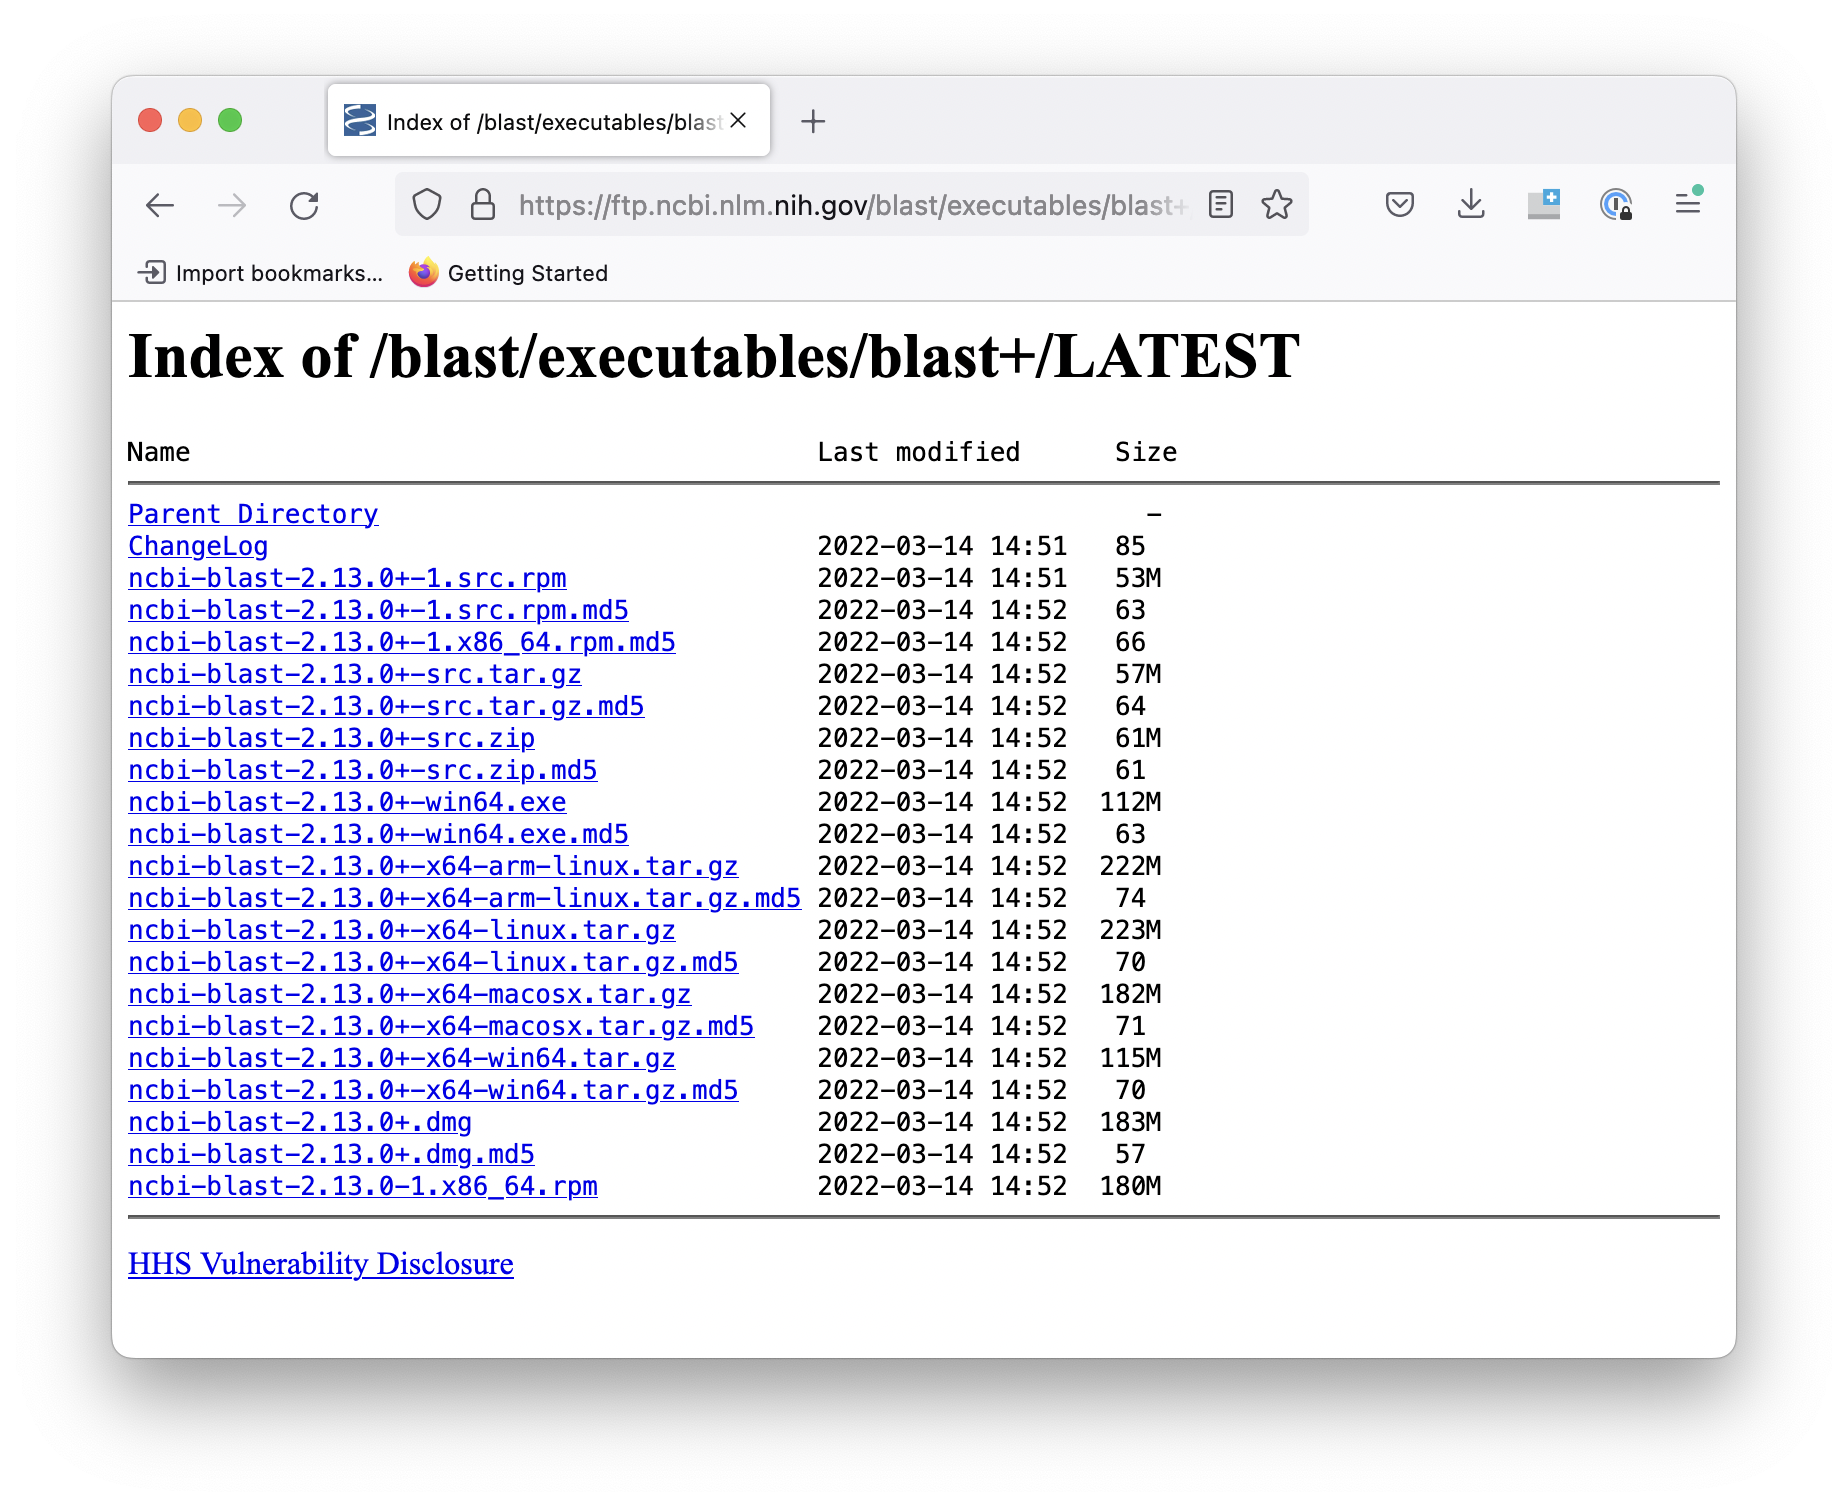 Index of /blast/executables/blast
https://ftp.ncbi.nlm.nih.gov/blast/executables/blast+
Import bookmarks... Getting Started
Index of /blast/executables/blast+/LATEST
Name Last modified Size
Parent Directory -
ChangeLog 2022-03-14 14:51 85
ncbi-blast-2.13.0+-1.src.rpm 2022-03-14 14:51 53M
ncbi-blast-2.13.0+-1.src.rpm.md5 2022-03-14 14:52 63
ncbi-blast-2.13.0+-1.x86_64.rpm.md5 2022-03-14 14:52 66
ncbi-blast-2.13.0+-src.tar.gz 2022-03-14 14:52 57M
ncbi-blast-2.13.0+-src.tar.gz.md5 2022-03-14 14:52 64
ncbi-blast-2.13.0+-src.zip 2022-03-14 14:52 61M
ncbi-blast-2.13.0+-src.zip.md5 2022-03-14 14:52 61
ncbi-blast-2.13.0+-win64.exe 2022-03-14 14:52 112M
ncbi-blast-2.13.0+-win64.exe.md5 2022-03-14 14:52 63
ncbi-blast-2.13.0+-x64-arm-linux.tar.gz 2022-03-14 14:52 222M
ncbi-blast-2.13.0+-x64-arm-linux.tar.gz.md5 2022-03-14 14:52 74
ncbi-blast-2.13.0+-x64-linux.tar.gz 2022-03-14 14:52 223M
ncbi-blast-2.13.0+-x64-linux.tar.gz.md5 2022-03-14 14:52 70
ncbi-blast-2.13.0+-x64-macosx.tar.gz 2022-03-14 14:52 182M
ncbi-blast-2.13.0+-x64-macosx.tar.gz.md5 2022-03-14 14:52 71
ncbi-blast-2.13.0+-x64-win64.tar.gz 2022-03-14 14:52 115M
ncbi-blast-2.13.0+-x64-win64.tar.gz.md5 2022-03-14 14:52 70
ncbi-blast-2.13.0+.dmg 2022-03-14 14:52 183M
ncbi-blast-2.13.0+.dmg.md5 2022-03-14 14:52 57
ncbi-blast-2.13.0-1.x86_64.rpm 2022-03-14 14:52 180M
HHS Vulnerability Disclosure